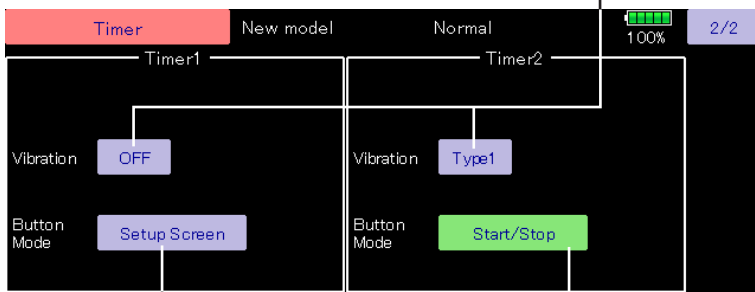 Timer New model Normal 100% 2/2
Timer1 Timer2
Vibration OFF Vibration Type1
Button Mode Setup Screen Button Mode Start/Stop